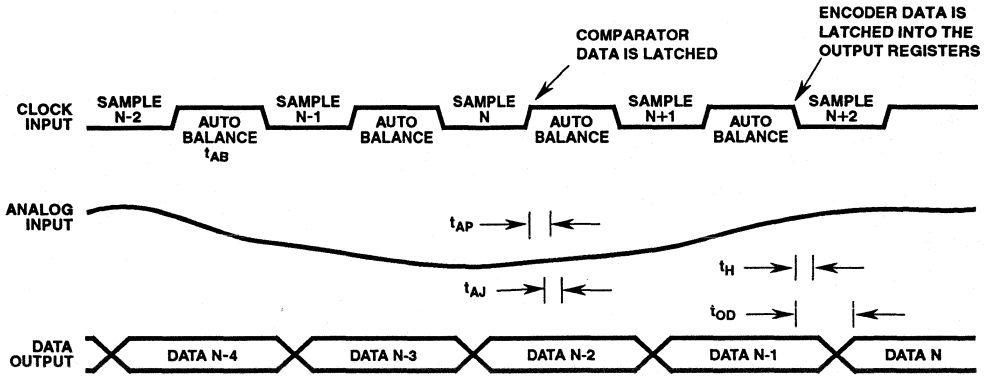 COMPARATOR
DATA IS LATCHED
ENCODER DATA IS
LATCHED INTO THE
OUTPUT REGISTERS
CLOCK
INPUT
SAMPLE
N-2
AUTO
BALANCE
tAB
SAMPLE
N-1
AUTO
BALANCE
SAMPLE
N
AUTO
BALANCE
SAMPLE
N+1
AUTO
BALANCE
SAMPLE
N+2
ANALOG
INPUT
tAP
tAJ
tH
tOD
DATA
OUTPUT
DATA N-4
DATA N-3
DATA N-2
DATA N-1
DATA N